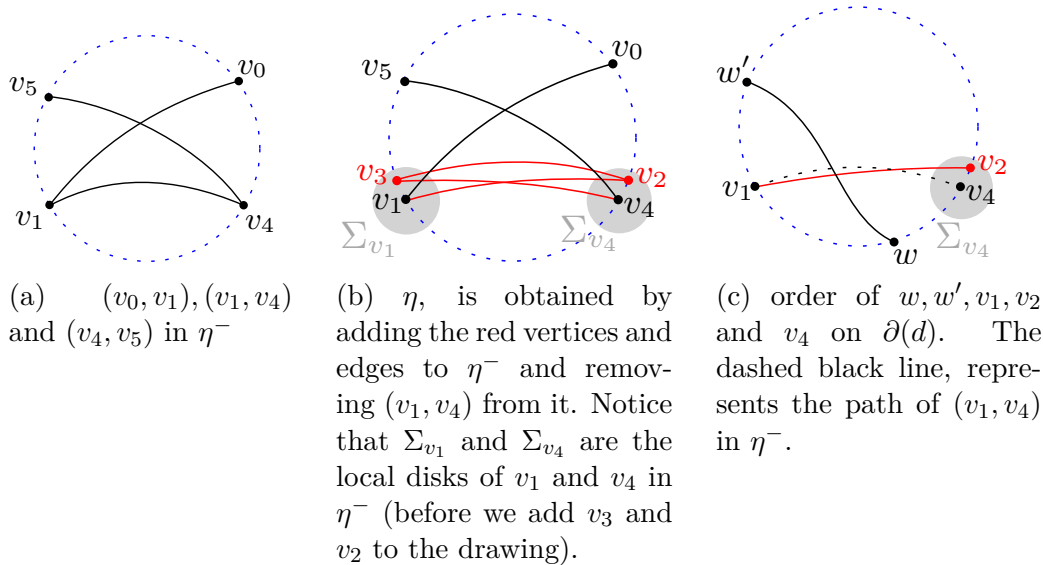 v₅
v₀
v₁
v₄
(a) (v₀, v₁), (v₁, v₄)
and (v₄, v₅) in η⁻
v₀
v₅
v₃
v₂
v₁
v₄
Σᵥ₁
Σᵥ₄
(b) η, is obtained by
adding the red vertices and
edges to η⁻ and remov-
ing (v₁, v₄) from it. Notice
that Σᵥ₁ and Σᵥ₄ are the
local disks of v₁ and v₄ in
η⁻ (before we add v₃ and
v₂ to the drawing).
w′
v₂
v₁
v₄
Σᵥ₄
w
(c) order of w, w′, v₁, v₂
and v₄ on ∂(d). The
dashed black line, repre-
sents the path of (v₁, v₄)
in η⁻.